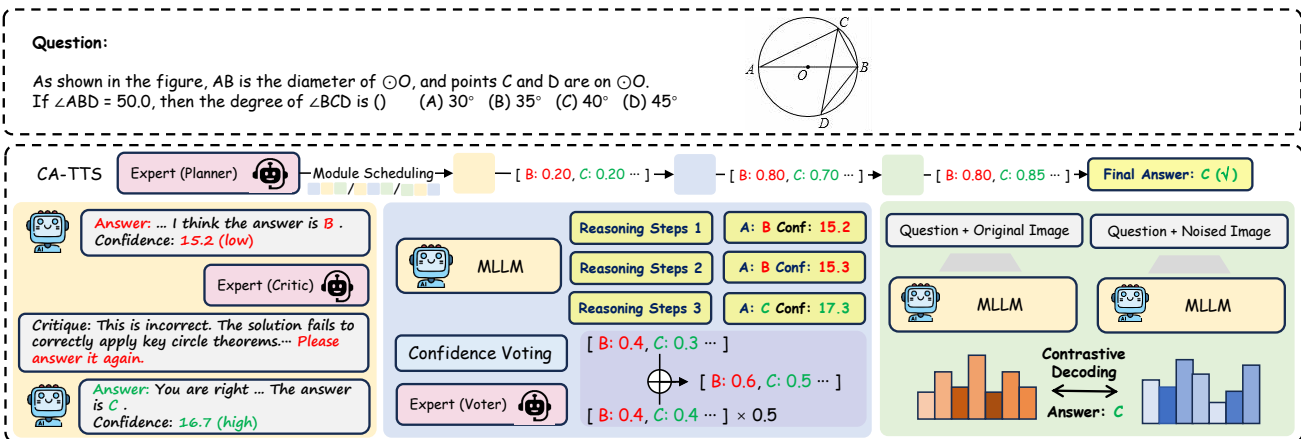 Question:
As shown in the figure, AB is the diameter of ⊙O, and points C and D are on ⊙O.
If ∠ABD = 50.0, then the degree of ∠BCD is () (A) 30° (B) 35° (C) 40° (D) 45°
C
A
O
B
D
CA-TTS
Expert (Planner)
Module Scheduling
/ /
[ B: 0.20, C: 0.20 ··· ]
[ B: 0.80, C: 0.70 ··· ]
[ B: 0.80, C: 0.85 ··· ]
Final Answer: C (√)
Answer: ... I think the answer is B .
Confidence: 15.2 (low)
AI
Expert (Critic)
Critique: This is incorrect. The solution fails to
correctly apply key circle theorems.··· Please
answer it again.
Answer: You are right ... The answer
is C .
Confidence: 16.7 (high)
AI
MLLM
AI
Reasoning Steps 1
A: B Conf: 15.2
Reasoning Steps 2
A: B Conf: 15.3
Reasoning Steps 3
A: C Conf: 17.3
Confidence Voting
Expert (Voter)
[ B: 0.4, C: 0.3 ··· ]
[ B: 0.6, C: 0.5 ··· ]
[ B: 0.4, C: 0.4 ··· ] × 0.5
Question + Original Image
Question + Noised Image
MLLM
AI
MLLM
AI
Contrastive
Decoding
Answer: C